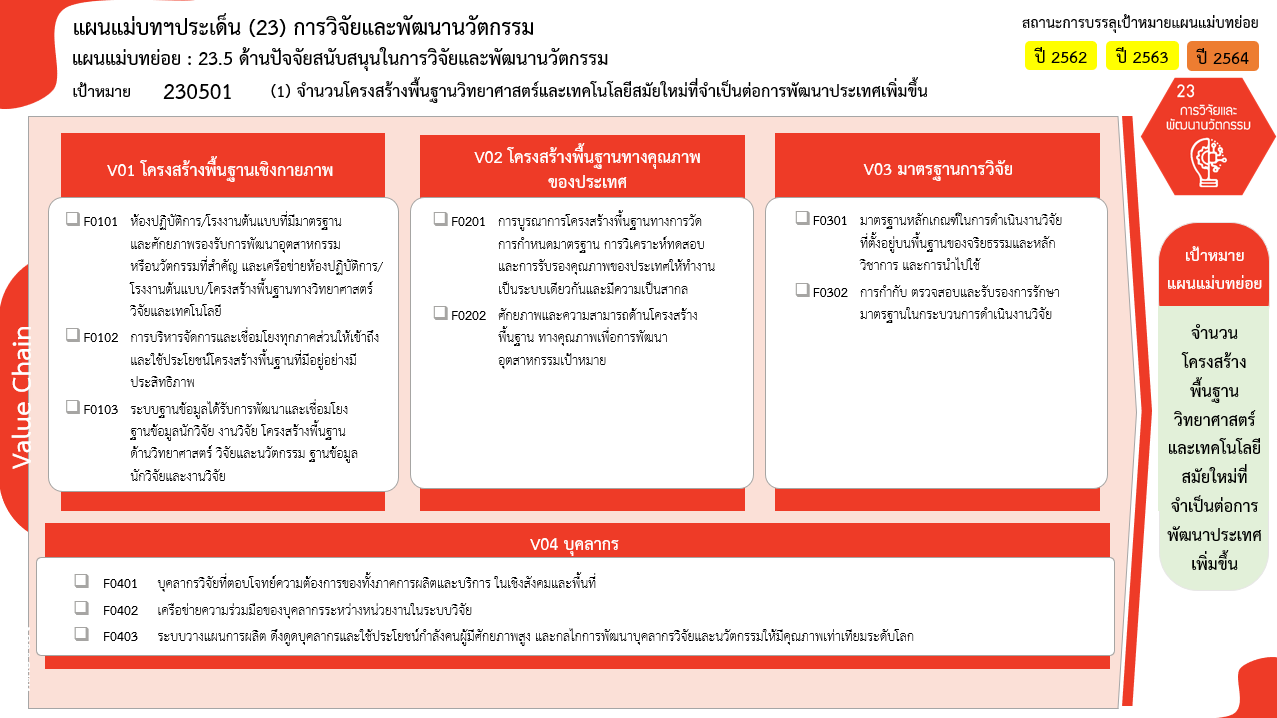 แผนแม่บทฯประเด็น (23) การวิจัยและพัฒนานวัตกรรม
แผนแม่บทย่อย : 23.5 ด้านปัจจัยสนับสนุนในการวิจัยและพัฒนานวัตกรรม
เป้าหมาย 230501 (1) จำนวนโครงสร้างพื้นฐานวิทยาศาสตร์และเทคโนโลยีสมัยใหม่ที่จำเป็นต่อการพัฒนาประเทศเพิ่มขึ้น
สถานะการบรรลุเป้าหมายแผนแม่บทย่อย
ปี 2562 ปี 2563 ปี 2564
23
การวิจัยและ
พัฒนานวัตกรรม
Value Chain
V01 โครงสร้างพื้นฐานเชิงกายภาพ
F0101 ห้องปฏิบัติการ/โรงงานต้นแบบที่มีมาตรฐาน
และศักยภาพรองรับการพัฒนาอุตสาหกรรม
หรือนวัตกรรมที่สำคัญ และเครือข่ายห้องปฏิบัติการ/
โรงงานต้นแบบ/โครงสร้างพื้นฐานทางวิทยาศาสตร์
วิจัยและเทคโนโลยี
F0102 การบริหารจัดการและเชื่อมโยงทุกภาคส่วนให้เข้าถึง
และใช้ประโยชน์โครงสร้างพื้นฐานที่มีอยู่อย่างมี
ประสิทธิภาพ
F0103 ระบบฐานข้อมูลได้รับการพัฒนาและเชื่อมโยง
ฐานข้อมูลนักวิจัย งานวิจัย โครงสร้างพื้นฐาน
ด้านวิทยาศาสตร์ วิจัยและนวัตกรรม ฐานข้อมูล
นักวิจัยและงานวิจัย
V02 โครงสร้างพื้นฐานทางคุณภาพ
ของประเทศ
F0201 การบูรณาการโครงสร้างพื้นฐานทางการวัด
การกำหนดมาตรฐาน การวิเคราะห์ทดสอบ
และการรับรองคุณภาพของประเทศให้ทำงาน
เป็นระบบเดียวกันและมีความเป็นสากล
F0202 ศักยภาพและความสามารถด้านโครงสร้าง
พื้นฐาน ทางคุณภาพเพื่อการพัฒนา
อุตสาหกรรมเป้าหมาย
V03 มาตรฐานการวิจัย
F0301 มาตรฐานหลักเกณฑ์ในการดำเนินงานวิจัย
ที่ตั้งอยู่บนพื้นฐานของจริยธรรมและหลัก
วิชาการ และการนำไปใช้
F0302 การกำกับ ตรวจสอบและรับรองการรักษา
มาตรฐานในกระบวนการดำเนินงานวิจัย
V04 บุคลากร
F0401 บุคลากรวิจัยที่ตอบโจทย์ความต้องการของทั้งภาคการผลิตและบริการ ในเชิงสังคมและพื้นที่
F0402 เครือข่ายความร่วมมือของบุคลากรระหว่างหน่วยงานในระบบวิจัย
F0403 ระบบวางแผนการผลิต ดึงดูดบุคลากรและใช้ประโยชน์กำลังคนผู้มีศักยภาพสูง และกลไกการพัฒนาบุคลากรวิจัยและนวัตกรรมให้มีคุณภาพเท่าเทียมระดับโลก
เป้าหมาย
แผนแม่บทย่อย
จำนวน
โครงสร้าง
พื้นฐาน
วิทยาศาสตร์
และเทคโนโลยี
สมัยใหม่ที่
จำเป็นต่อการ
พัฒนาประเทศ
เพิ่มขึ้น